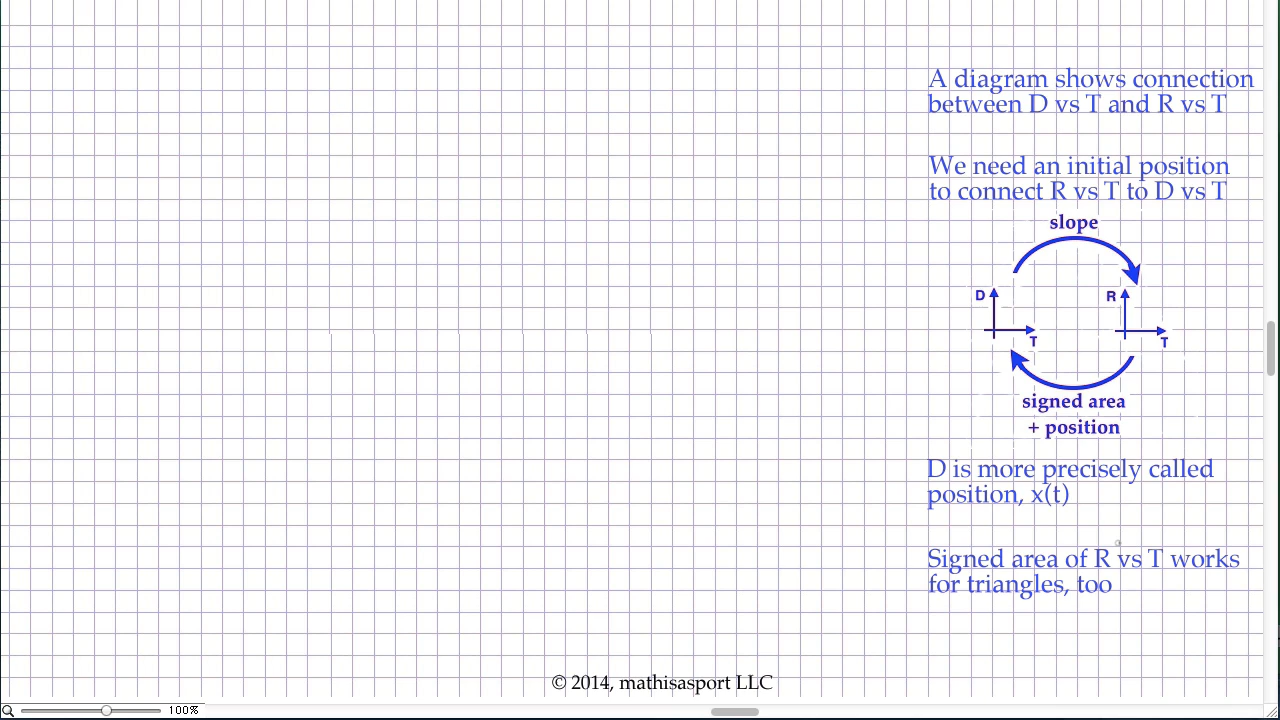 A diagram shows connection
between D vs T and R vs T
We need an initial position
to connect R vs T to D vs T
slope
D
R
T
T
signed area
+ position
D is more precisely called
position, x(t)
Signed area of R vs T works
for triangles, too
© 2014, mathisasport LLC
100%